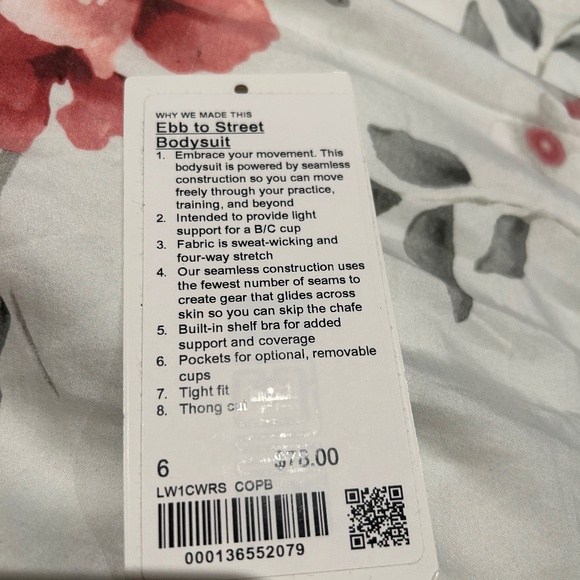 WHY WE MADE THIS
Ebb to Street
Bodysuit
1. Embrace your movement. This
bodysuit is powered by seamless
construction so you can move
freely through your practice,
training, and beyond
2. Intended to provide light
support for a B/C cup
3. Fabric is sweat-wicking and
four-way stretch
4. Our seamless construction uses
the fewest number of seams to
create gear that glides across
skin so you can skip the chafe
5. Built-in shelf bra for added
support and coverage
6. Pockets for optional, removable
cups
7. Tight fit
8. Thong cut
6 $78.00
LW1CWRS COPB
000136552079